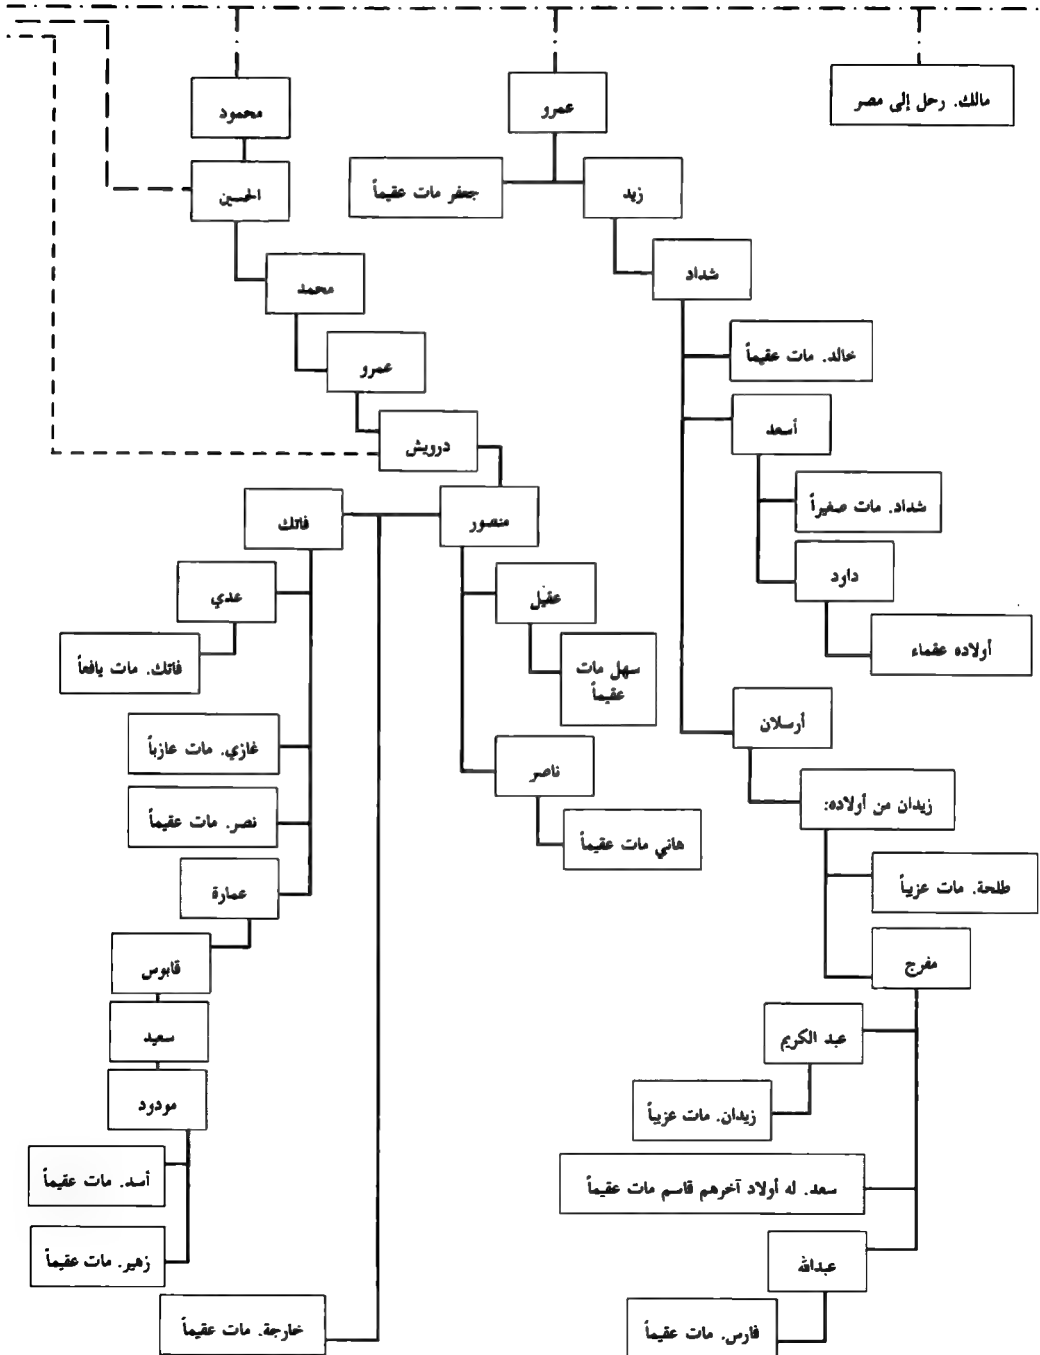 مالك. رحل إلى مصر
عمرو
محمود
زيد
جعفر مات عقيماً
الحسين
شداد
محمد
خالد. مات عقيماً
عمرو
أسعد
درويش
شداد. مات صغيراً
منصور
فاتك
داود
عقيل
عدي
أولاده عقماء
سهل مات
عقيماً
فاتك. مات يافعاً
أرسلان
غازي. مات عازباً
ناصر
زيدان من أولاده:
نصر. مات عقيماً
هاني مات عقيماً
طلحة. مات عزيباً
عمارة
مفرج
قابوس
عبد الكريم
سعيد
مودود
زيدان. مات عزيباً
أسد. مات عقيماً
سعد. له أولاد آخرهم قاسم مات عقيماً
زهير. مات عقيماً
عبدالله
خارجة. مات عقيماً
فارس. مات عقيماً